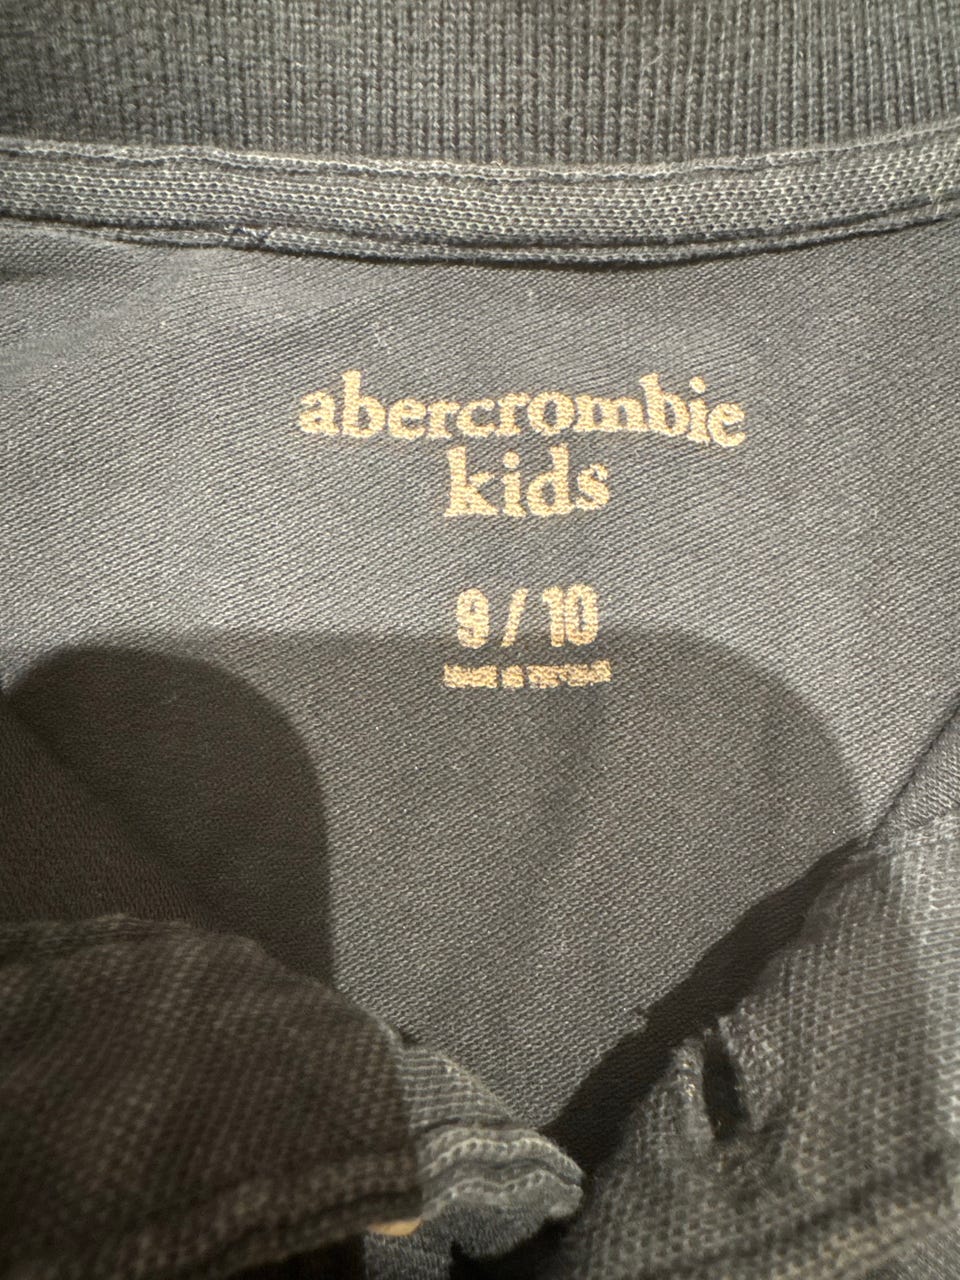 abercrombie
kids
9 / 10